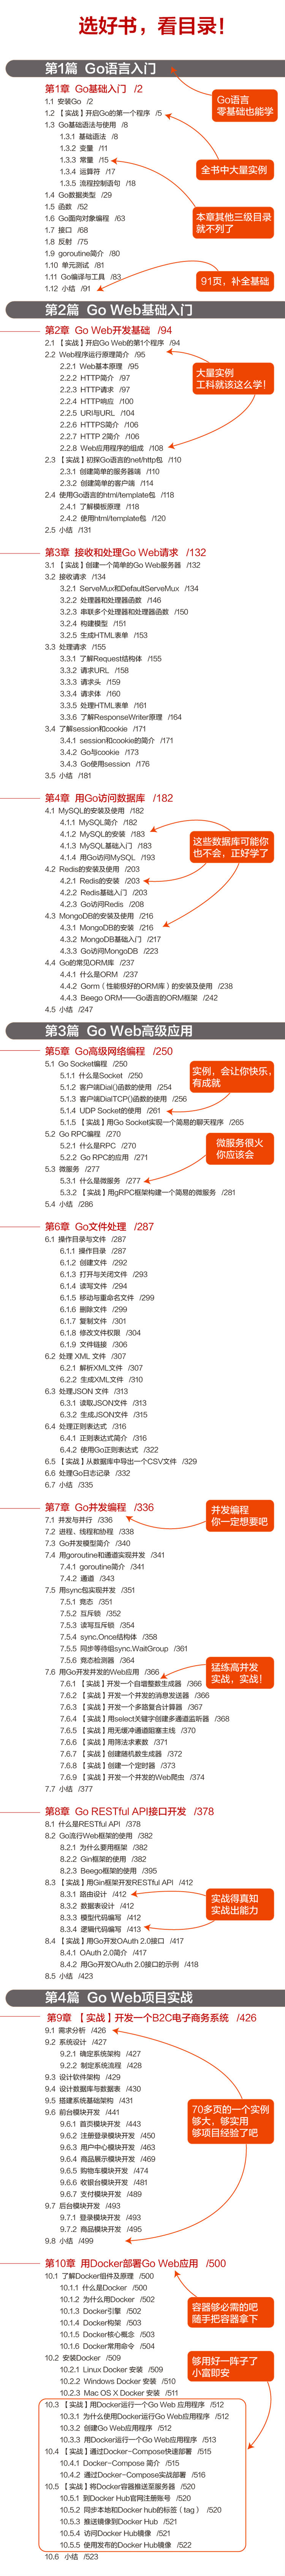 选好书，看目录！
第1篇 Go语言入门
第1章 Go基础入门 /2
1.1 安装Go /2
1.2 【实战】开启Go的第一个程序 /5
1.3 Go基础语法与使用 /8
1.3.1 基础语法 /8
1.3.2 变量 /11
1.3.3 常量 /15
1.3.4 运算符 /17
1.3.5 流程控制语句 /18
1.4 Go数据类型 /29
1.5 函数 /52
1.6 Go面向对象编程 /63
1.7 接口 /68
1.8 反射 /75
1.9 goroutine简介 /80
1.10 单元测试 /81
1.11 Go编译与工具 /83
1.12 小结 /91
Go语言
零基础也能学
全书中大量实例
本章其他三级目录
就不列了
91页，补全基础
第2篇 Go Web基础入门
第2章 Go Web开发基础 /94
2.1 【实战】开启Go Web的第1个程序 /94
2.2 Web程序运行原理简介 /95
2.2.1 Web基本原理 /95
2.2.2 HTTP简介 /97
2.2.3 HTTP请求 /97
2.2.4 HTTP响应 /100
2.2.5 URI与URL /104
2.2.6 HTTPS简介 /106
2.2.7 HTTP 2简介 /106
2.2.8 Web应用程序的组成 /108
2.3 【实战】初探Go语言的net/http包 /110
2.3.1 创建简单的服务器端 /110
2.3.2 创建简单的客户端 /114
2.4 使用Go语言的html/template包 /118
2.4.1 了解模板原理 /118
2.4.2 使用html/template包 /120
2.5 小结 /131
大量实例
工科就该这么学！
第3章 接收和处理Go Web请求 /132
3.1 【实战】创建一个简单的Go Web服务器 /132
3.2 接收请求 /134
3.2.1 ServeMux和DefaultServeMux /134
3.2.2 处理器和处理器函数 /146
3.2.3 串联多个处理器和处理器函数 /150
3.2.4 构建模型 /151
3.2.5 生成HTML表单 /153
3.3 处理请求 /155
3.3.1 了解Request结构体 /155
3.3.2 请求URL /158
3.3.3 请求头 /159
3.3.4 请求体 /160
3.3.5 处理HTML表单 /161
3.3.6 了解ResponseWriter原理 /164
3.4 了解session和cookie /171
3.4.1 session和cookie的简介 /171
3.4.2 Go与cookie /173
3.4.3 Go使用session /176
3.5 小结 /181
第4章 用Go访问数据库 /182
4.1 MySQL的安装及使用 /182
4.1.1 MySQL简介 /182
4.1.2 MySQL的安装 /183
4.1.3 MySQL基础入门 /183
4.1.4 用Go访问MySQL /193
4.2 Redis的安装及使用 /203
4.2.1 Redis的安装 /203
4.2.2 Redis基础入门 /203
4.2.3 Go访问Redis /208
4.3 MongoDB的安装及使用 /216
4.3.1 MongoDB的安装 /216
4.3.2 MongoDB基础入门 /217
4.3.3 Go访问MongoDB /223
4.4 Go的常见ORM库 /237
4.4.1 什么是ORM /237
4.4.2 Gorm（性能极好的ORM库）的安装及使用 /238
4.4.3 Beego ORM——Go语言的ORM框架 /242
4.5 小结 /247
这些数据库可能你
也不会，正好学了
第3篇 Go Web高级应用
第5章 Go高级网络编程 /250
5.1 Go Socket编程 /250
5.1.1 什么是Socket /250
5.1.2 客户端Dial()函数的使用 /254
5.1.3 客户端DialTCP()函数的使用 /256
5.1.4 UDP Socket的使用 /261
5.1.5 【实战】用Go Socket实现一个简易的聊天程序 /265
5.2 Go RPC编程 /270
5.2.1 什么是RPC /270
5.2.2 Go RPC的应用 /271
5.3 微服务 /277
5.3.1 什么是微服务 /277
5.3.2 【实战】用gRPC框架构建一个简易的微服务 /281
5.4 小结 /286
实例，会让你快乐，
有成就
微服务很火
你应该会
第6章 Go文件处理 /287
6.1 操作目录与文件 /287
6.1.1 操作目录 /287
6.1.2 创建文件 /292
6.1.3 打开与关闭文件 /293
6.1.4 读写文件 /294
6.1.5 移动与重命名文件 /299
6.1.6 删除文件 /299
6.1.7 复制文件 /301
6.1.8 修改文件权限 /304
6.1.9 文件链接 /306
6.2 处理 XML 文件 /307
6.2.1 解析XML文件 /307
6.2.2 生成XML文件 /310
6.3 处理JSON 文件 /313
6.3.1 读取JSON文件 /313
6.3.2 生成JSON文件 /315
6.4 处理正则表达式 /316
6.4.1 正则表达式简介 /316
6.4.2 使用Go正则表达式 /322
6.5 【实战】从数据库中导出一个CSV文件 /329
6.6 处理Go日志记录 /332
6.7 小结 /335
第7章 Go并发编程 /336
7.1 并发与并行 /336
7.2 进程、线程和协程 /338
7.3 Go并发模型简介 /340
7.4 用goroutine和通道实现并发 /341
7.4.1 goroutine简介 /341
7.4.2 通道 /343
7.5 用sync包实现并发 /351
7.5.1 竞态 /351
7.5.2 互斥锁 /352
7.5.3 读写互斥锁 /354
7.5.4 sync.Once结构体 /358
7.5.5 同步等待组sync.WaitGroup /361
7.5.6 竞态检测器 /364
7.6 用Go开发并发的Web应用 /366
7.6.1 【实战】开发一个自增整数生成器 /366
7.6.2 【实战】开发一个并发的消息发送器 /366
7.6.3 【实战】开发一个多路复合计算器 /367
7.6.4 【实战】用select关键字创建多通道监听器 /368
7.6.5 【实战】用无缓冲通道阻塞主线 /370
7.6.6 【实战】用筛法求素数 /371
7.6.7 【实战】创建随机数生成器 /372
7.6.8 【实战】创建一个定时器 /373
7.6.9 【实战】开发一个并发的Web爬虫 /374
7.7 小结 /377
并发编程
你一定想要吧
猛练高并发
实战，实战！
第8章 Go RESTful API接口开发 /378
8.1 什么是RESTful API /378
8.2 Go流行Web框架的使用 /382
8.2.1 为什么要用框架 /382
8.2.2 Gin框架的使用 /382
8.2.3 Beego框架的使用 /395
8.3 【实战】用Gin框架开发RESTful API /412
8.3.1 路由设计 /412
8.3.2 数据表设计 /412
8.3.3 模型代码编写 /412
8.3.4 逻辑代码编写 /413
8.4 【实战】用Go开发OAuth 2.0接口 /417
8.4.1 OAuth 2.0简介 /417
8.4.2 用Go开发OAuth 2.0接口的示例 /418
8.5 小结 /423
实战得真知
实战出能力
第4篇 Go Web项目实战
第9章 【实战】开发一个B2C电子商务系统 /426
9.1 需求分析 /426
9.2 系统设计 /427
9.2.1 确定系统架构 /427
9.2.2 制定系统流程 /428
9.3 设计软件架构 /429
9.4 设计数据库与数据表 /430
9.5 搭建系统基础架构 /431
9.6 前台模块开发 /441
9.6.1 首页模块开发 /443
9.6.2 注册登录模块开发 /450
9.6.3 用户中心模块开发 /463
9.6.4 商品展示模块开发 /469
9.6.5 购物车模块开发 /474
9.6.6 收银台模块开发 /481
9.6.7 支付模块开发 /489
9.7 后台模块开发 /493
9.7.1 登录模块开发 /493
9.7.2 商品模块开发 /495
9.8 小结 /499
70多页的一个实例
够大，够实用
够项目经验了吧
第10章 用Docker部署Go Web应用 /500
10.1 了解Docker组件及原理 /500
10.1.1 什么是Docker /500
10.1.2 为什么用Docker /502
10.1.3 Docker引擎 /502
10.1.4 Docker构架 /503
10.1.5 Docker核心概念 /503
10.1.6 Docker常用命令 /504
10.2 安装Docker /509
10.2.1 Linux Docker 安装 /509
10.2.2 Windows Docker 安装 /510
10.2.3 Mac OS X Docker 安装 /511
10.3 【实战】用Docker运行一个Go Web 应用程序 /512
10.3.1 为什么使用Docker运行Go Web应用程序 /512
10.3.2 创建Go Web应用程序 /512
10.3.3 用Docker运行一个Go Web应用程序 /513
10.4 【实战】通过Docker-Compose快速部署 /515
10.4.1 Docker-Compose 简介 /515
10.4.2 通过Docker-Compose实战部署 /516
10.5 【实战】将Docker容器推送至服务器 /520
10.5.1 到Docker Hub官网注册账号 /520
10.5.2 同步本地和Docker hub的标签（tag） /520
10.5.3 推送镜像到Docker Hub /521
10.5.4 访问Docker Hub镜像 /521
10.5.5 使用发布的Docker Hub镜像 /522
10.6 小结 /523
容器够必需的吧
随手把容器拿下
够用好一阵子了
小富即安